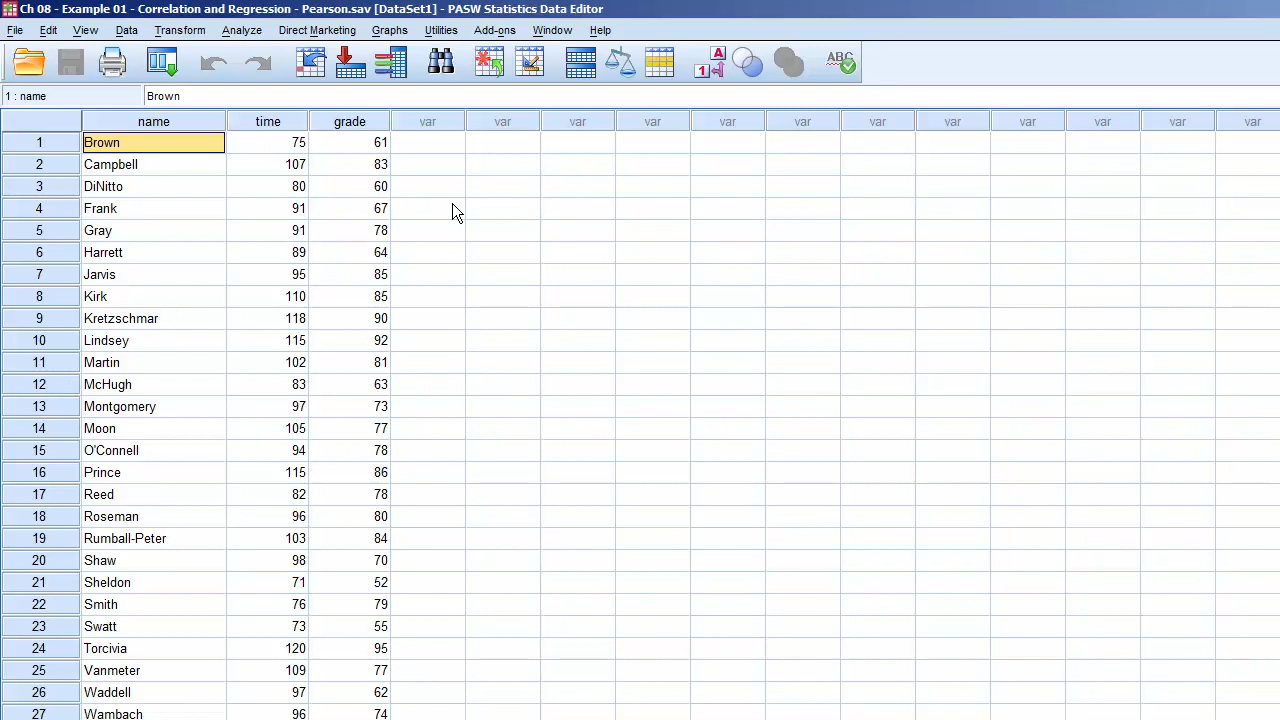 Ch 08 - Example 01 - Correlation and Regression - Pearson.sav [DataSet1] - PASW Statistics Data Editor
File Edit View Data Transform Analyze Direct Marketing Graphs Utilities Add-ons Window Help
A 1 ABC
1 : name Brown
name time grade var var var var var var var var var var var var
1 Brown 75 61
2 Campbell 107 83
3 DiNitto 80 60
4 Frank 91 67
5 Gray 91 78
6 Harrett 89 64
7 Jarvis 95 85
8 Kirk 110 85
9 Kretzschmar 118 90
10 Lindsey 115 92
11 Martin 102 81
12 McHugh 83 63
13 Montgomery 97 73
14 Moon 105 77
15 O'Connell 94 78
16 Prince 115 86
17 Reed 82 78
18 Roseman 96 80
19 Rumball-Peter 103 84
20 Shaw 98 70
21 Sheldon 71 52
22 Smith 76 79
23 Swatt 73 55
24 Torcivia 120 95
25 Vanmeter 109 77
26 Waddell 97 62
27 Wambach 96 74